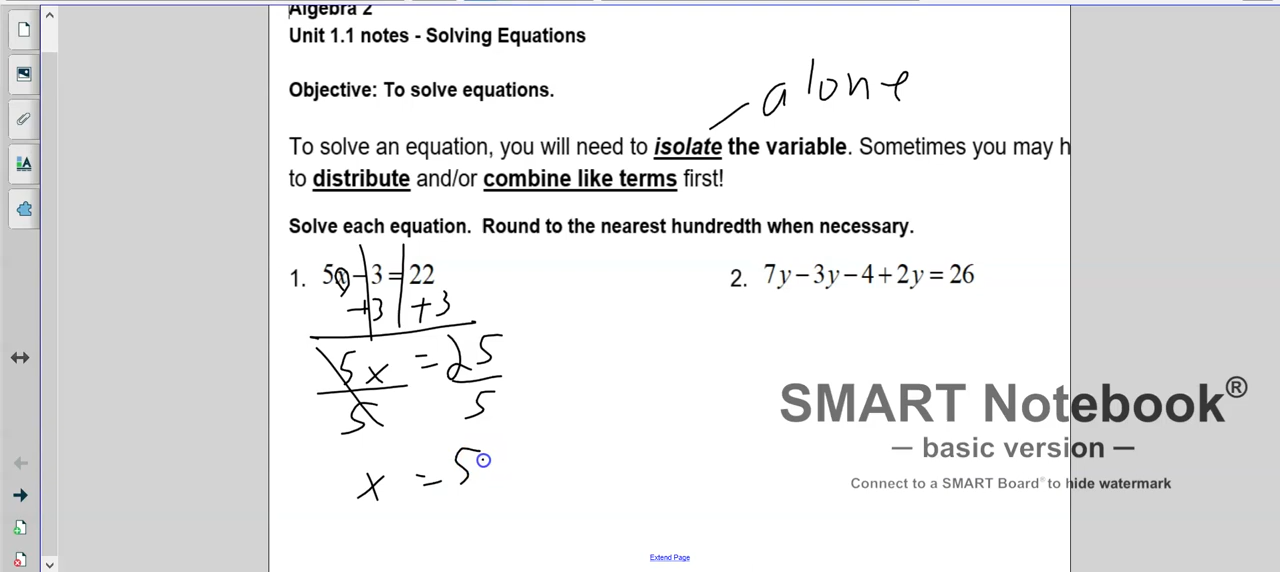 Algebra 2
Unit 1.1 notes - Solving Equations
Objective: To solve equations.
alone
To solve an equation, you will need to isolate the variable. Sometimes you may h
to distribute and/or combine like terms first!
Solve each equation. Round to the nearest hundredth when necessary.
1. 5x - 3 = 22
+3 +3
5x = 25
5 5
x = 5
2. 7y - 3y - 4 + 2y = 26
SMART Notebook®
— basic version —
Connect to a SMART Board® to hide watermark
Extend Page